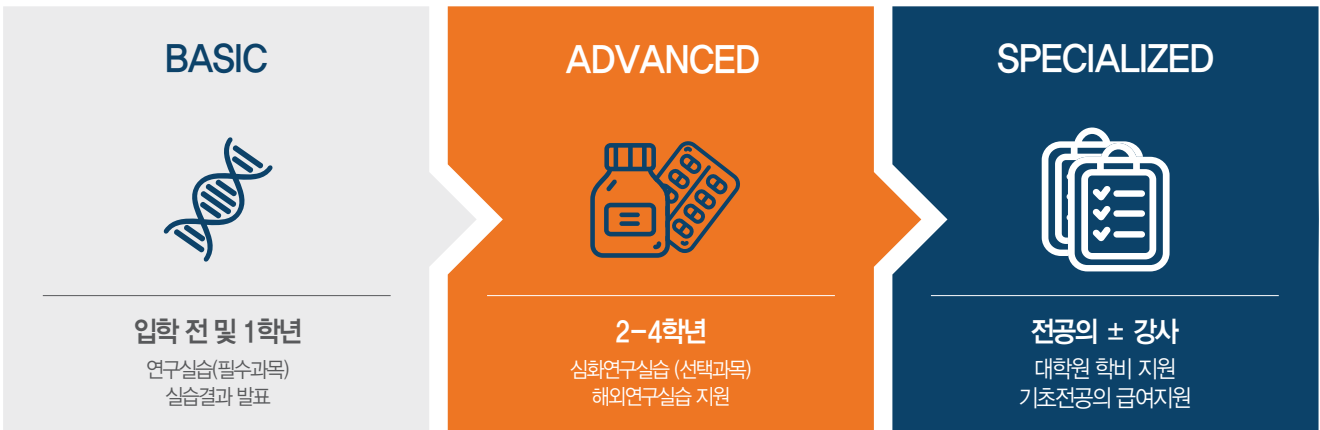 BASIC
입학 전 및 1학년
연구실습(필수과목)
실습결과 발표
ADVANCED
2-4학년
심화연구실습 (선택과목)
해외연구실습 지원
SPECIALIZED
전공의 ± 강사
대학원 학비 지원
기초전공의 급여지원